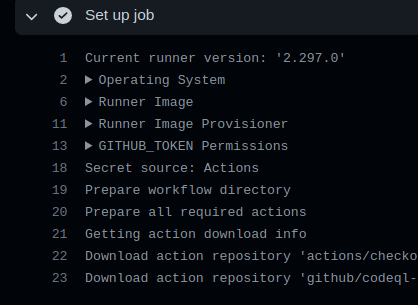 Set up job
1 Current runner version: '2.297.0'
2 Operating System
6 Runner Image
11 Runner Image Provisioner
13 GITHUB_TOKEN Permissions
18 Secret source: Actions
19 Prepare workflow directory
20 Prepare all required actions
21 Getting action download info
22 Download action repository 'actions/checko
23 Download action repository 'github/codeql-